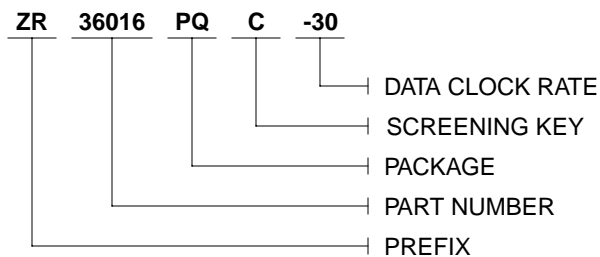 ZR 36016 PQ C -30
DATA CLOCK RATE
SCREENING KEY
PACKAGE
PART NUMBER
PREFIX